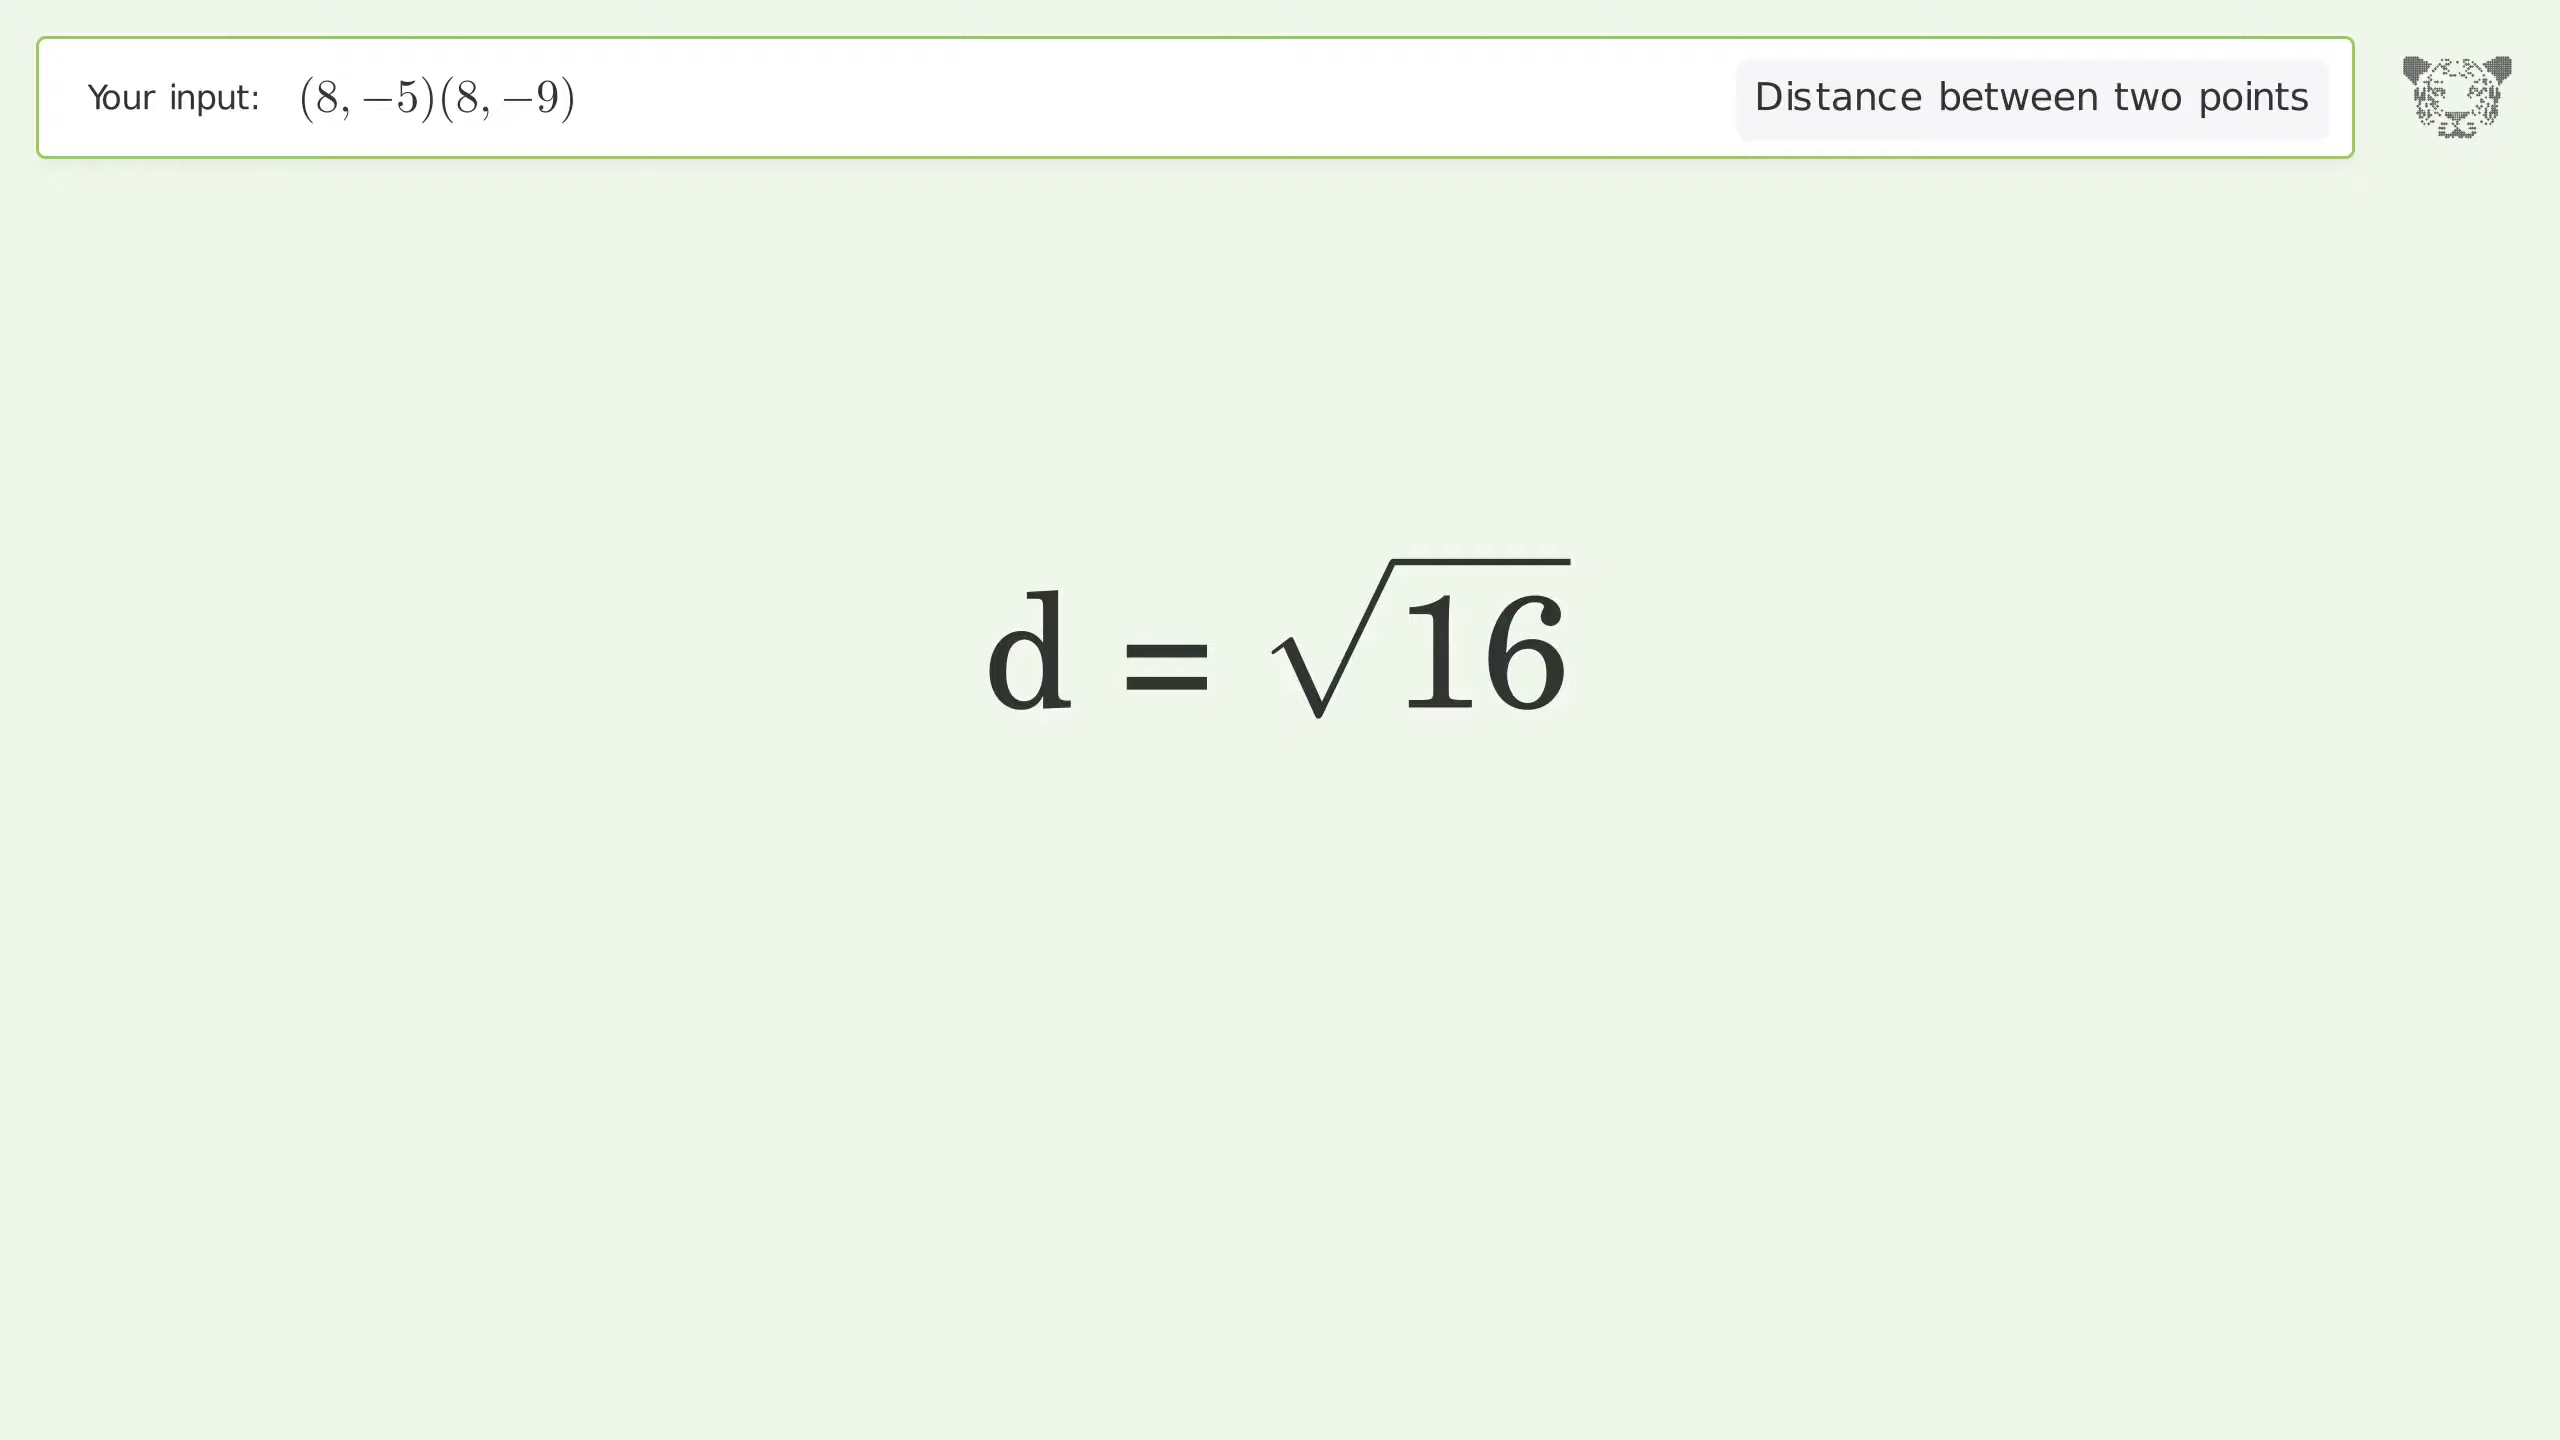 Your input: (8, −5)(8, −9)
Distance between two points
d = √16